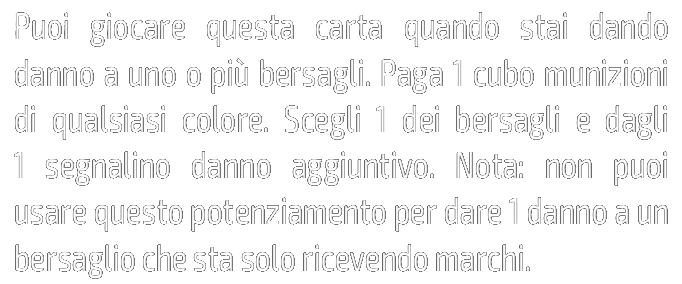 Puoi giocare questa carta quando stai dando
danno a uno o più bersagli. Paga 1 cubo munizioni
di qualsiasi colore. Scegli 1 dei bersagli e dagli
1 segnalino danno aggiuntivo. Nota: non puoi
usare questo potenziamento per dare 1 danno a un
bersaglio che sta solo ricevendo marchi.